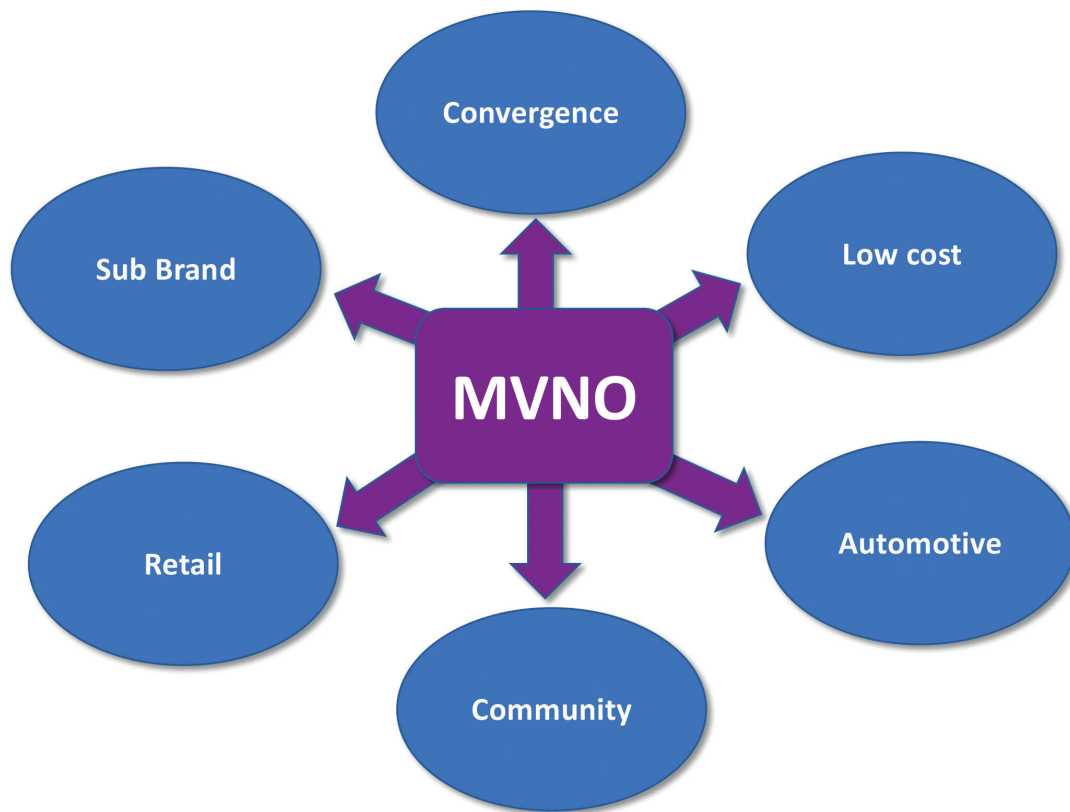 Convergence
Sub Brand
Low cost
MVNO
Retail
Automotive
Community